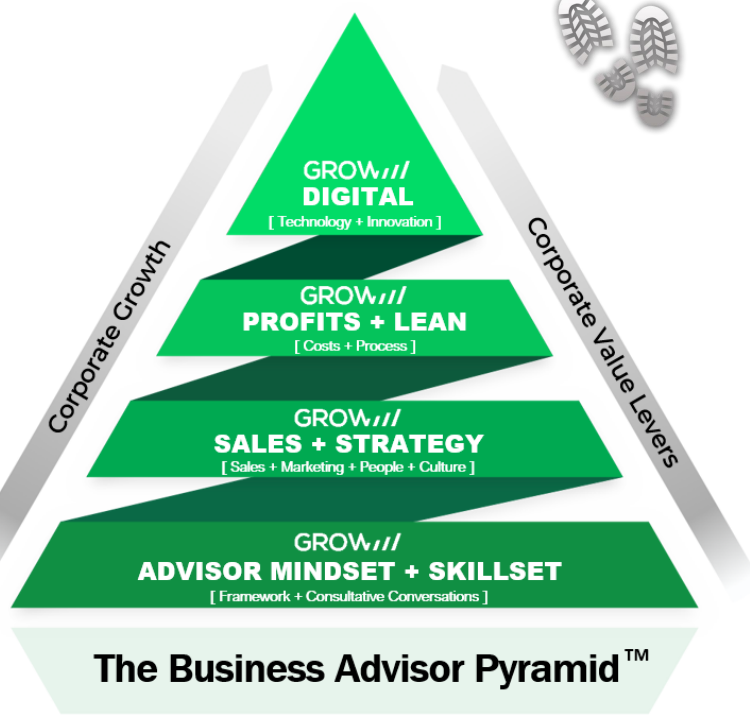 GROW
DIGITAL
[ Technology + Innovation ]
GROW
PROFITS + LEAN
[ Costs + Process ]
GROW
SALES + STRATEGY
[ Sales + Marketing + People + Culture ]
GROW
ADVISOR MINDSET + SKILLSET
[ Framework + Consultative Conversations ]
Corporate Growth
Corporate Value Levers
The Business Advisor Pyramid™